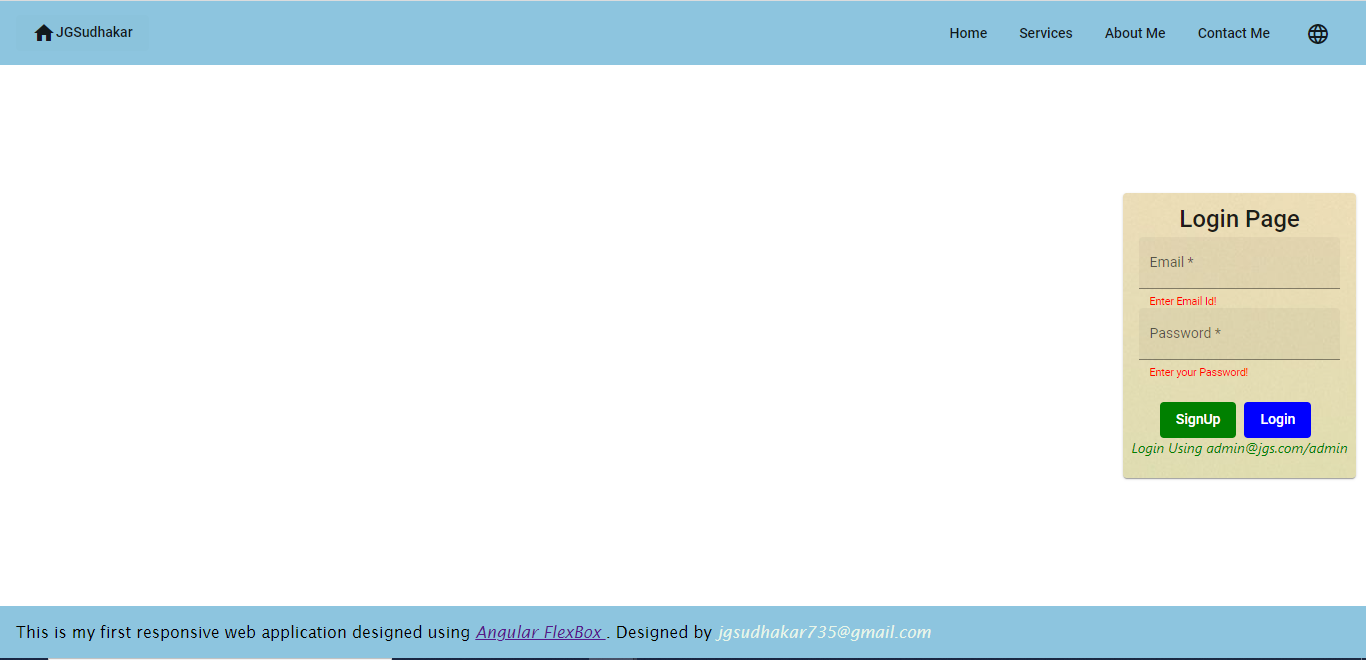 JGSudhakar Home Services About Me Contact Me
Login Page
Email *
Enter Email Id!
Password *
Enter your Password!
SignUp Login
Login Using admin@jgs.com/admin
This is my first responsive web application designed using Angular FlexBox . Designed by jgsudhakar735@gmail.com